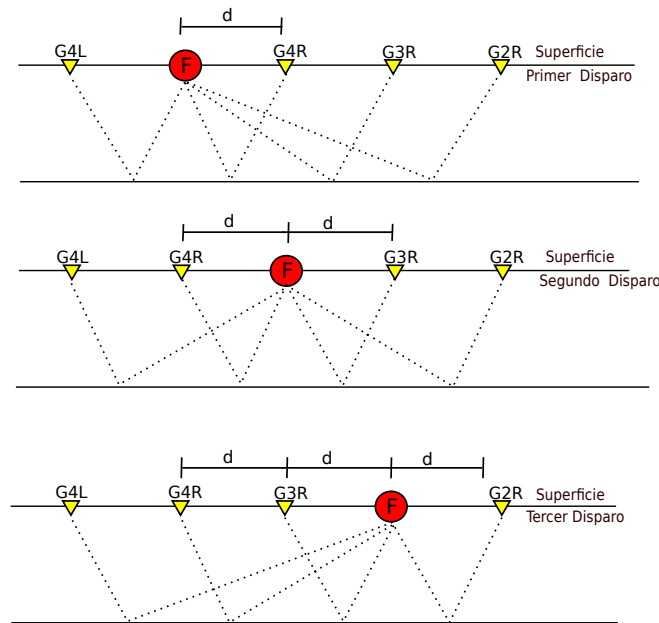 d
G4L F G4R G3R G2R Superficie
Primer Disparo
d d
G4L G4R F G3R G2R Superficie
Segundo Disparo
d d d
G4L G4R G3R F G2R Superficie
Tercer Disparo